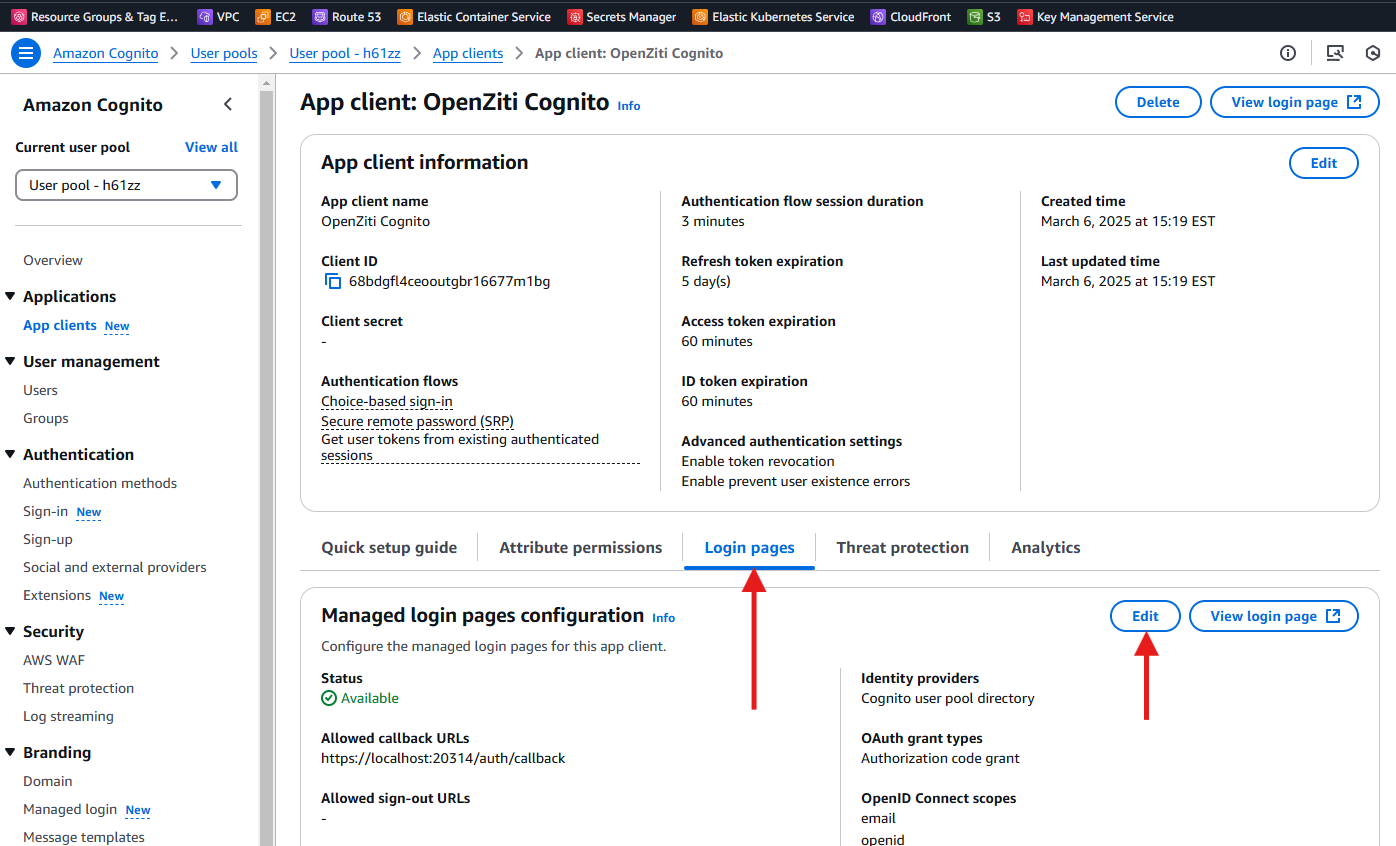 Resource Groups & Tag E...
VPC
EC2
Route 53
Elastic Container Service
Secrets Manager
Elastic Kubernetes Service
CloudFront
S3
Key Management Service
Amazon Cognito
User pools
User pool - h61zz
App clients
App client: OpenZiti Cognito
Amazon Cognito
Current user pool
View all
User pool - h61zz
Overview
Applications
App clients New
User management
Users
Groups
Authentication
Authentication methods
Sign-in New
Sign-up
Social and external providers
Extensions New
Security
AWS WAF
Threat protection
Log streaming
Branding
Domain
Managed login New
Message templates
App client: OpenZiti Cognito Info
Delete
View login page
App client information
Edit
App client name
OpenZiti Cognito
Client ID
68bdgfl4ceooutgbr16677m1bg
Client secret
-
Authentication flows
Choice-based sign-in
Secure remote password (SRP)
Get user tokens from existing authenticated
sessions
Authentication flow session duration
3 minutes
Refresh token expiration
5 day(s)
Access token expiration
60 minutes
ID token expiration
60 minutes
Advanced authentication settings
Enable token revocation
Enable prevent user existence errors
Created time
March 6, 2025 at 15:19 EST
Last updated time
March 6, 2025 at 15:19 EST
Quick setup guide
Attribute permissions
Login pages
Threat protection
Analytics
Managed login pages configuration Info
Edit
View login page
Configure the managed login pages for this app client.
Status
Available
Allowed callback URLs
https://localhost:20314/auth/callback
Allowed sign-out URLs
-
Identity providers
Cognito user pool directory
OAuth grant types
Authorization code grant
OpenID Connect scopes
email
openid